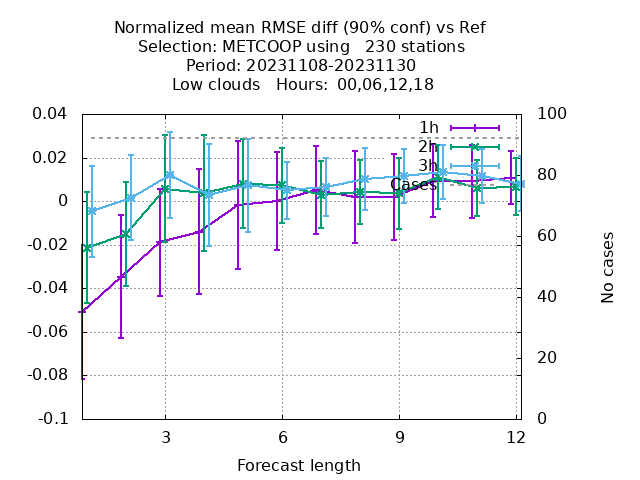 Normalized mean RMSE diff (90% conf) vs Ref
Selection: METCOOP using 230 stations
Period: 20231108-20231130
Low clouds Hours: 00,06,12,18
0.04
0.02
0
-0.02
-0.04
-0.06
-0.08
-0.1
100
80
60
40
20
0
1h
2h
3h
Cases
No cases
3
6
9
12
Forecast length